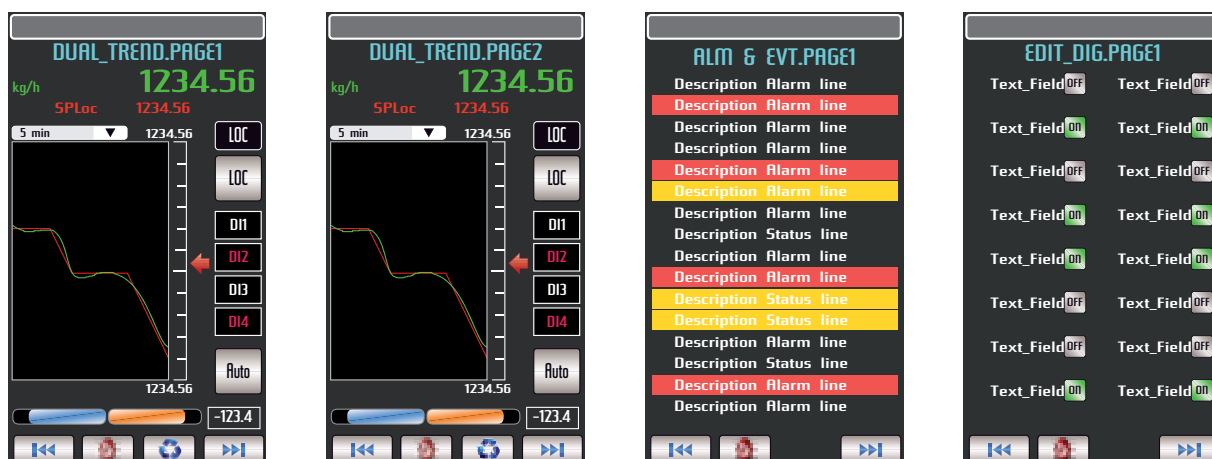 DUAL_TREND.PAGE1
kg/h 1234.56
SPLoc 1234.56
5 min 1234.56 LOC
LOC
DI1
DI2
DI3
DI4
Auto
1234.56
-123.4
DUAL_TREND.PAGE2
kg/h 1234.56
SPLoc 1234.56
5 min 1234.56 LOC
LOC
DI1
DI2
DI3
DI4
Auto
1234.56
-123.4
ALM & EVT.PAGE1
Description Alarm line
Description Alarm line
Description Alarm line
Description Alarm line
Description Alarm line
Description Alarm line
Description Alarm line
Description Status line
Description Alarm line
Description Alarm line
Description Status line
Description Status line
Description Alarm line
Description Status line
Description Alarm line
Description Alarm line
EDIT_DIG.PAGE1
Text_Field OFF Text_Field OFF
Text_Field ON Text_Field ON
Text_Field OFF Text_Field OFF
Text_Field ON Text_Field ON
Text_Field ON Text_Field ON
Text_Field OFF Text_Field OFF
Text_Field OFF Text_Field OFF
Text_Field ON Text_Field ON